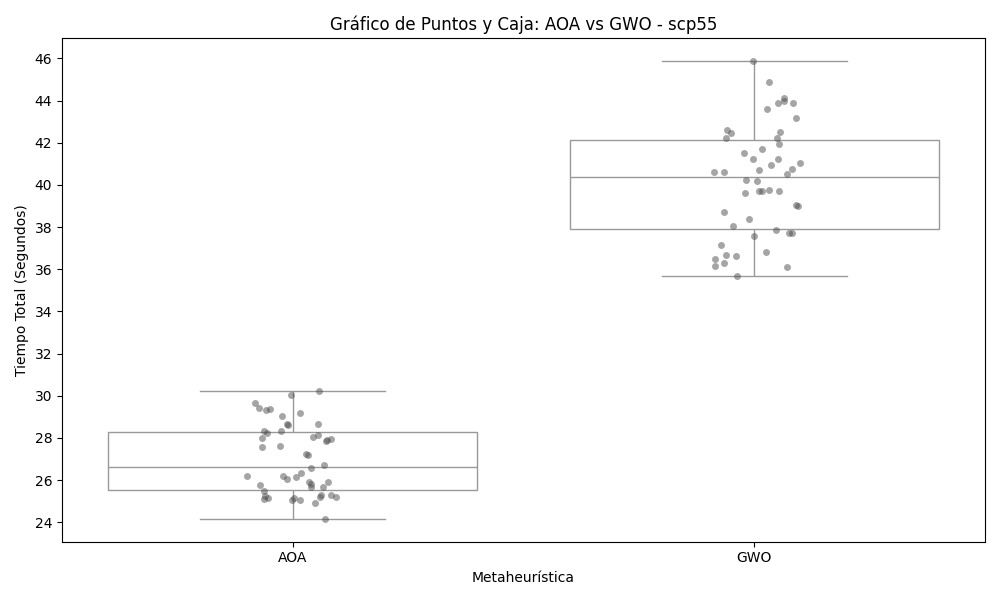 Gráfico de Puntos y Caja: AOA vs GWO - scp55
Tiempo Total (Segundos)
46
44
42
40
38
36
34
32
30
28
26
24
AOA
GWO
Metaheurística